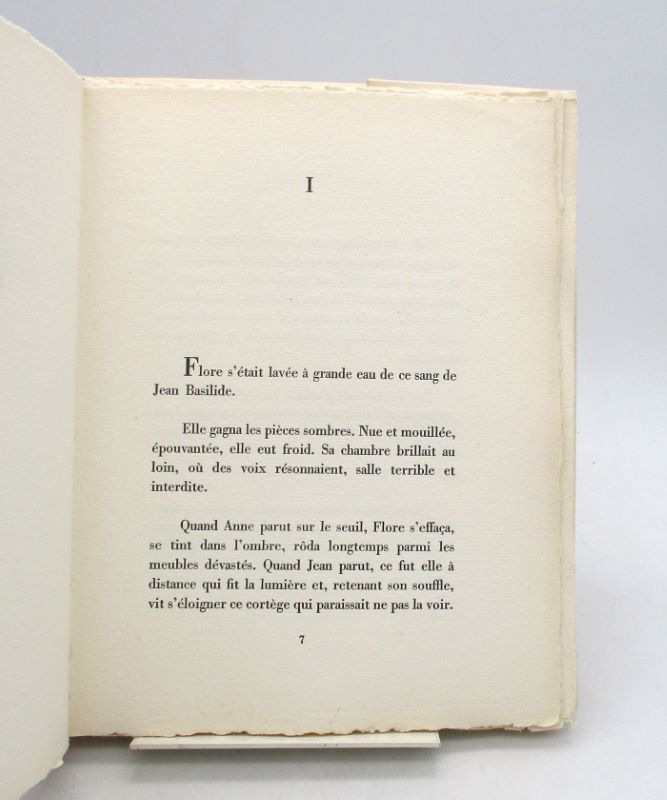 I
Flore s'était lavée à grande eau de ce sang de
Jean Basilide.
Elle gagna les pièces sombres. Nue et mouillée,
épouvantée, elle eut froid. Sa chambre brillait au
loin, où des voix résonnaient, salle terrible et
interdite.
Quand Anne parut sur le seuil, Flore s'effaça,
se tint dans l'ombre, rôda longtemps parmi les
meubles dévastés. Quand Jean parut, ce fut elle à
distance qui fit la lumière et, retenant son souffle,
vit s'éloigner ce cortège qui paraissait ne pas la voir.
7